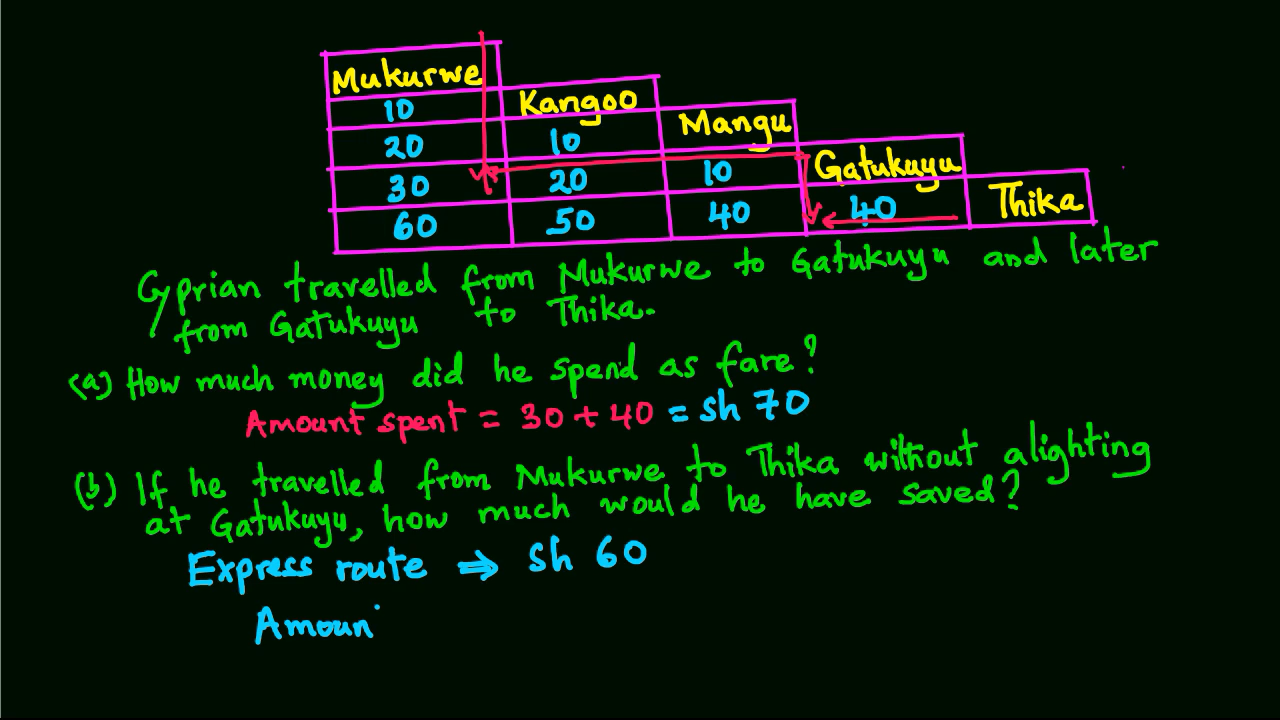 Mukurwe
10 Kangoo
20 10 Mangu
30 20 10 Gatukuyu
60 50 40 40 Thika
Cyprian travelled from Mukurwe to Gatukuyu and later
from Gatukuyu to Thika.
(a) How much money did he spend as fare?
Amount spent = 30 + 40 = sh 70
(b) If he travelled from Mukurwe to Thika without alighting
at Gatukuyu, how much would he have saved?
Express route ⇒ sh 60
Amoun